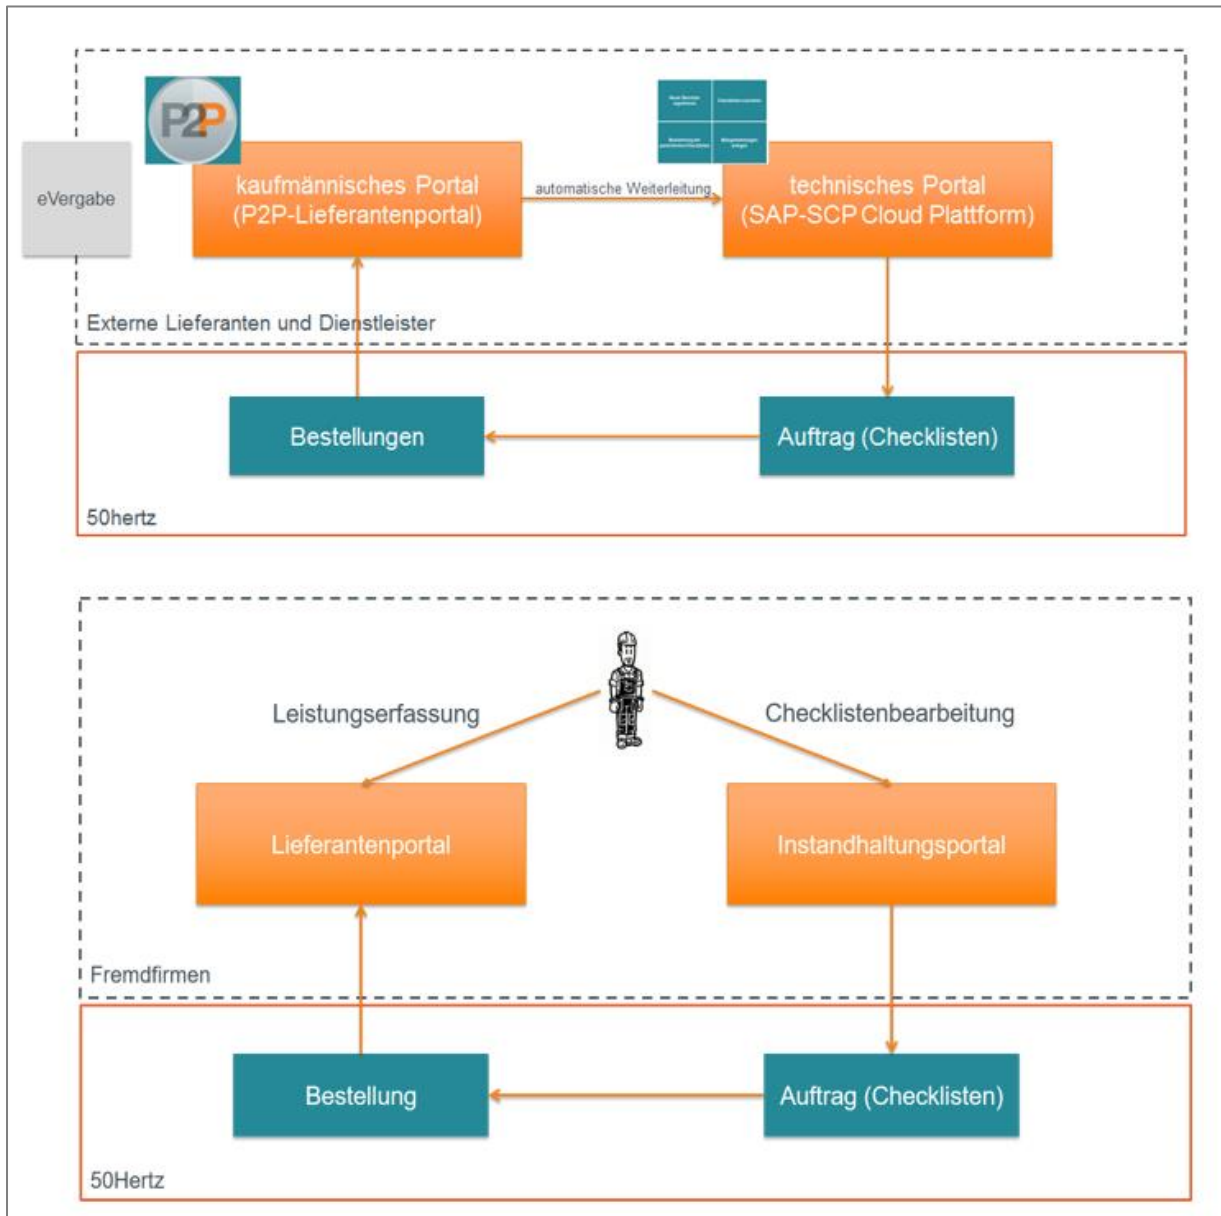 P2P
eVergabe
kaufmännisches Portal
(P2P-Lieferantenportal)
automatische Weiterleitung
technisches Portal
(SAP-SCP Cloud Plattform)
Externe Lieferanten und Dienstleister
Bestellungen
Auftrag (Checklisten)
50hertz
Leistungserfassung
Checklistenbearbeitung
Lieferantenportal
Instandhaltungsportal
Fremdfirmen
Bestellung
Auftrag (Checklisten)
50Hertz